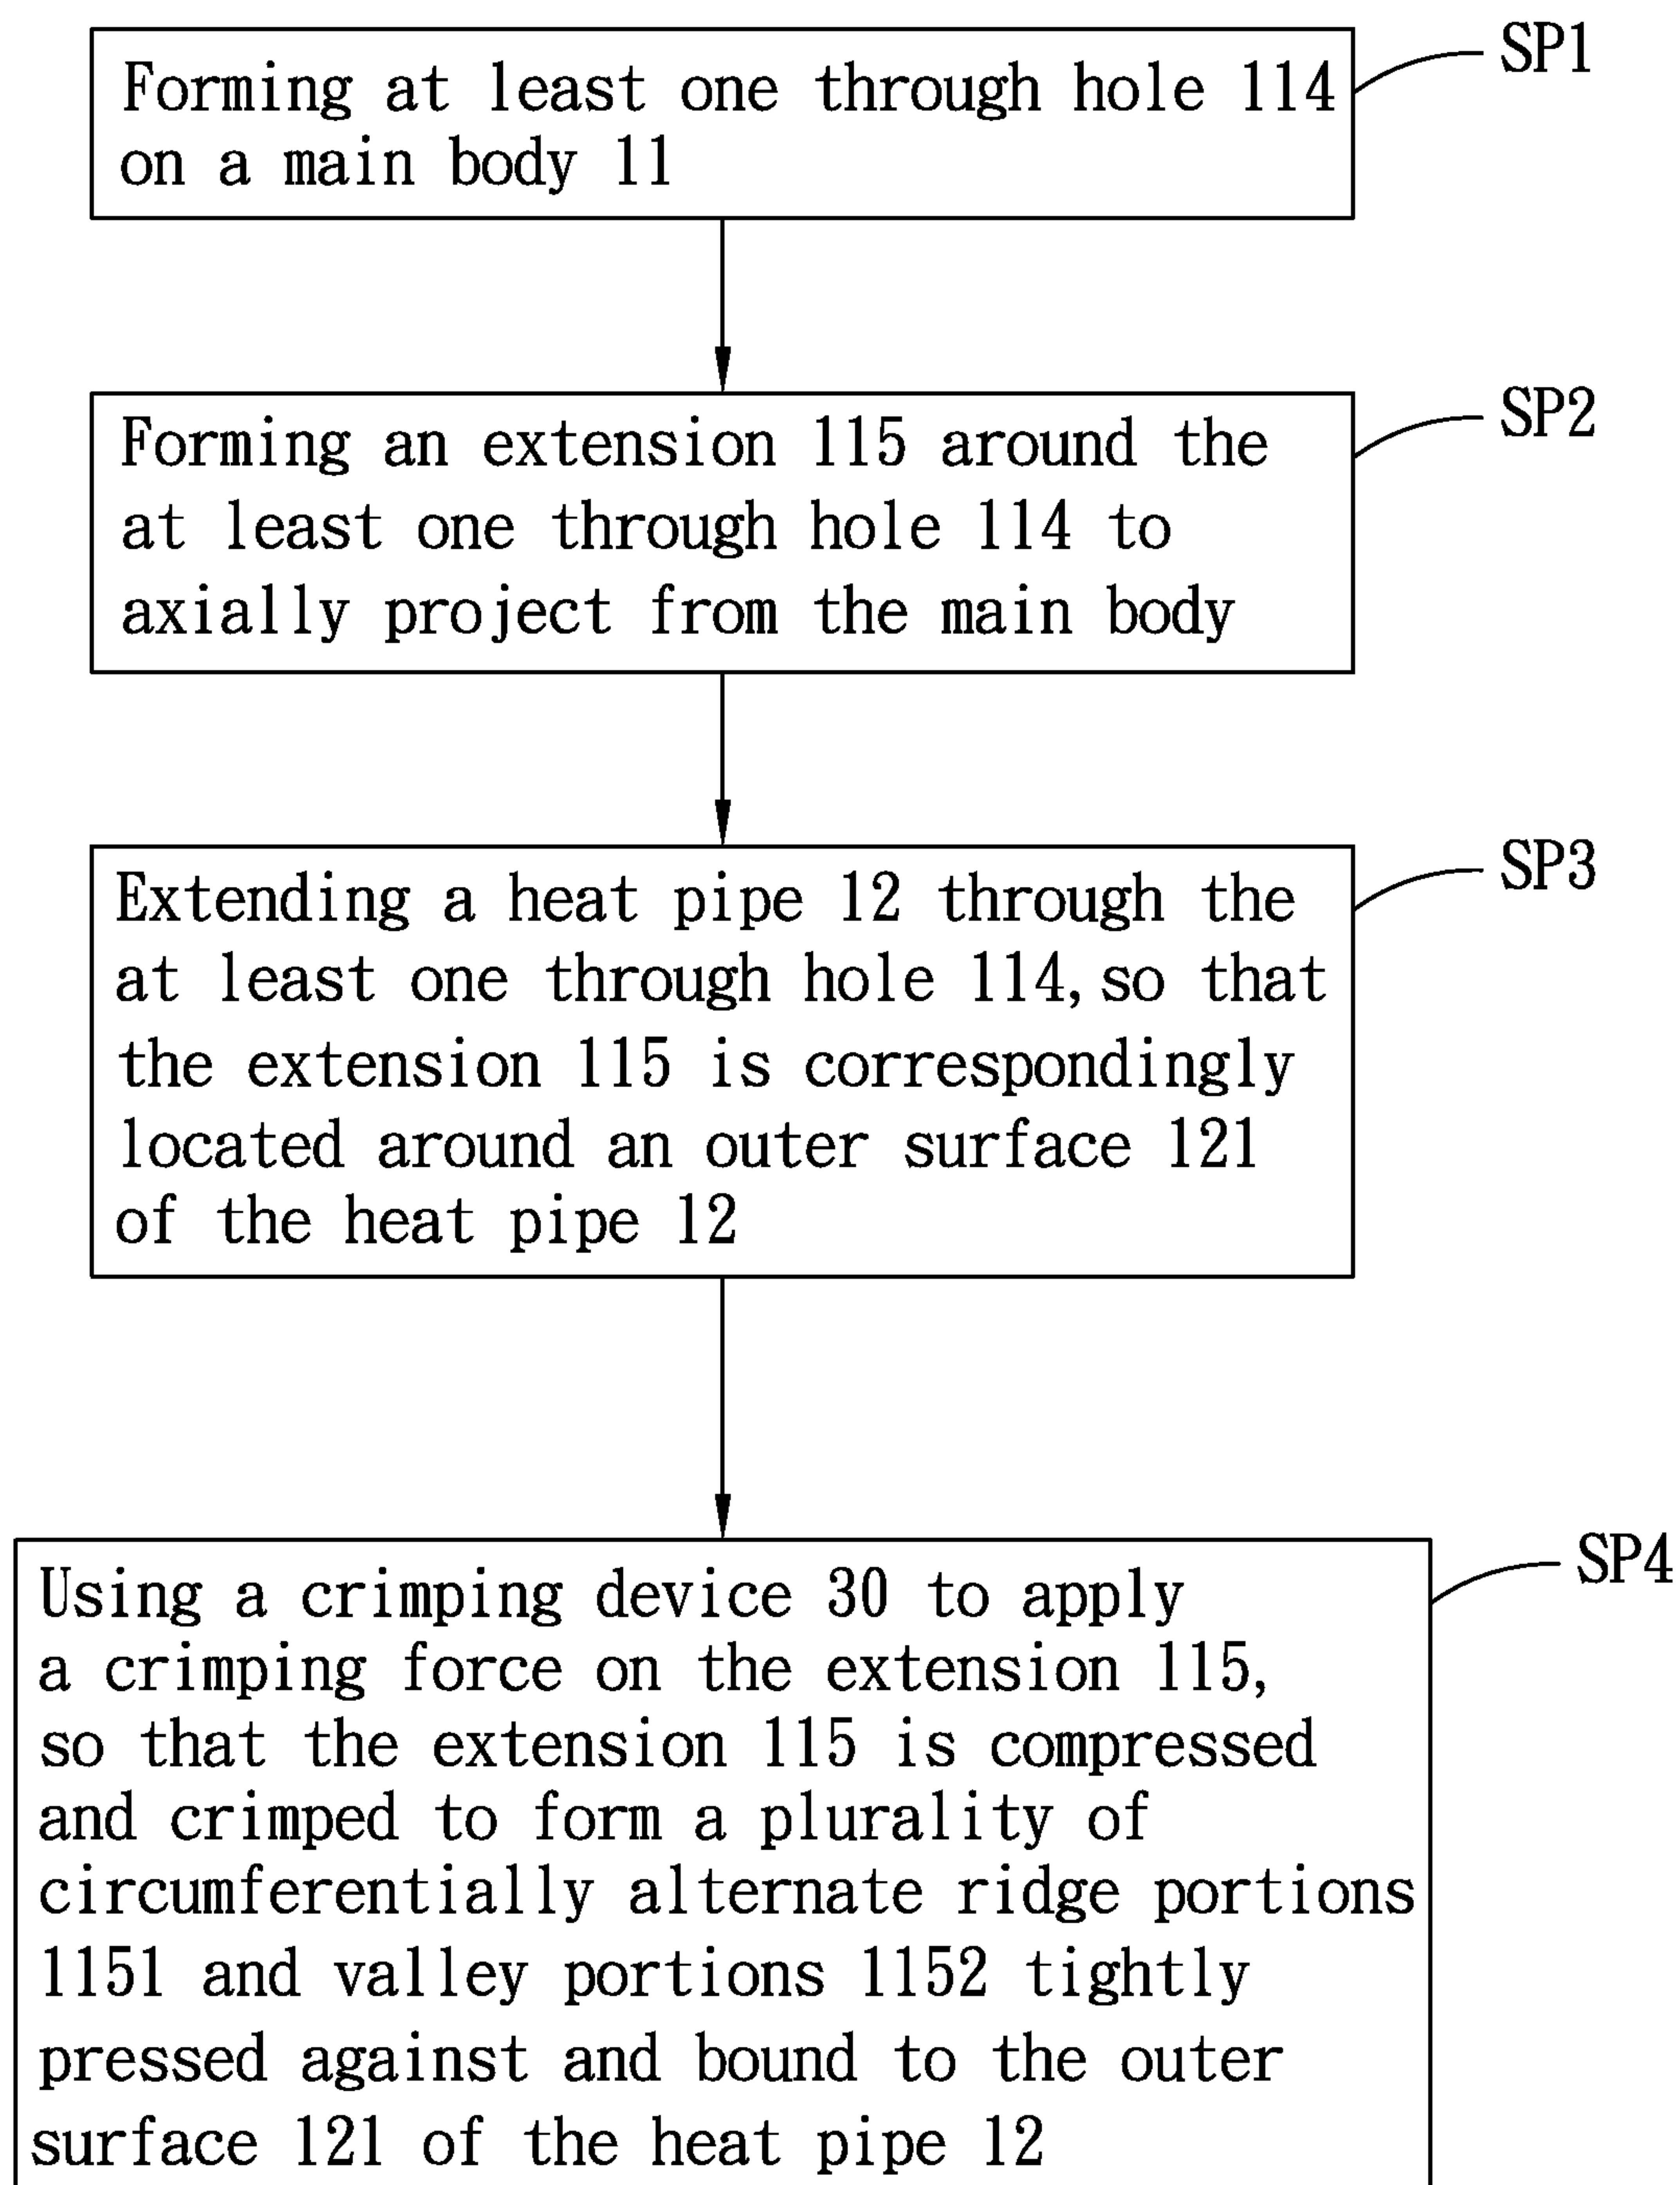 Forming at least one through hole 114
on a main body 11
SP1
Forming an extension 115 around the
at least one through hole 114 to
axially project from the main body
SP2
Extending a heat pipe 12 through the
at least one through hole 114, so that
the extension 115 is correspondingly
located around an outer surface 121
of the heat pipe 12
SP3
Using a crimping device 30 to apply
a crimping force on the extension 115,
so that the extension 115 is compressed
and crimped to form a plurality of
circumferentially alternate ridge portions
1151 and valley portions 1152 tightly
pressed against and bound to the outer
surface 121 of the heat pipe 12
SP4